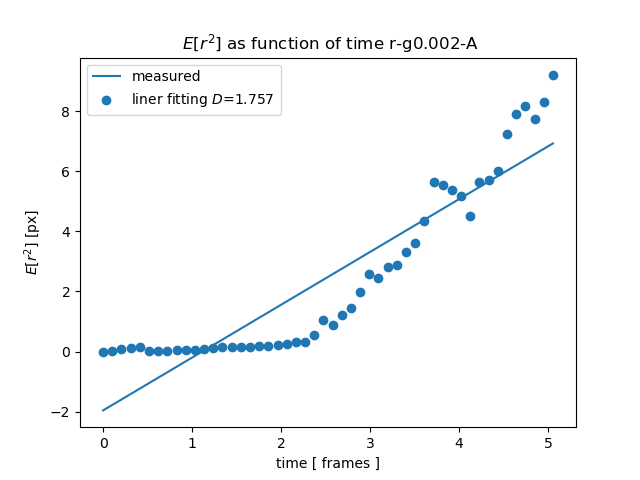 E[r²] as function of time r-g0.002-A
measured
liner fitting D=1.757
E[r²] [px]
8
6
4
2
0
−2
0 1 2 3 4 5
time [ frames ]